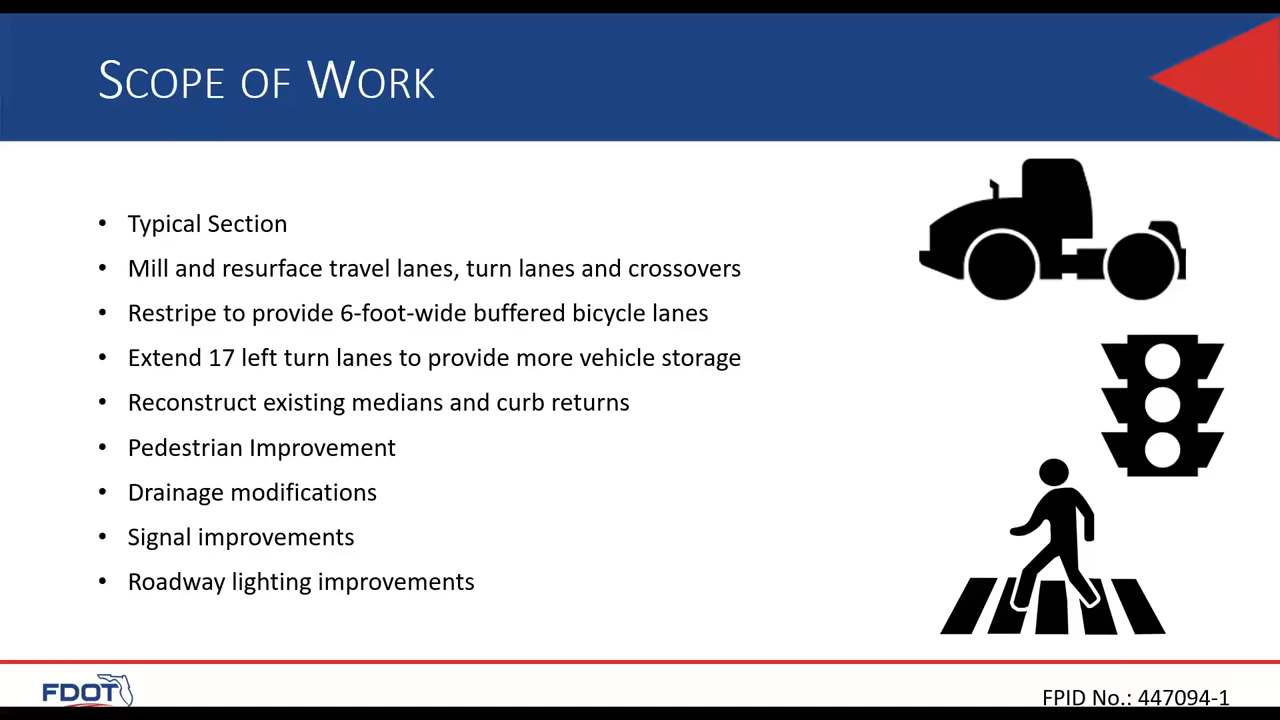 Scope of Work
• Typical Section
• Mill and resurface travel lanes, turn lanes and crossovers
• Restripe to provide 6-foot-wide buffered bicycle lanes
• Extend 17 left turn lanes to provide more vehicle storage
• Reconstruct existing medians and curb returns
• Pedestrian Improvement
• Drainage modifications
• Signal improvements
• Roadway lighting improvements
FDOT
FPID No.: 447094-1